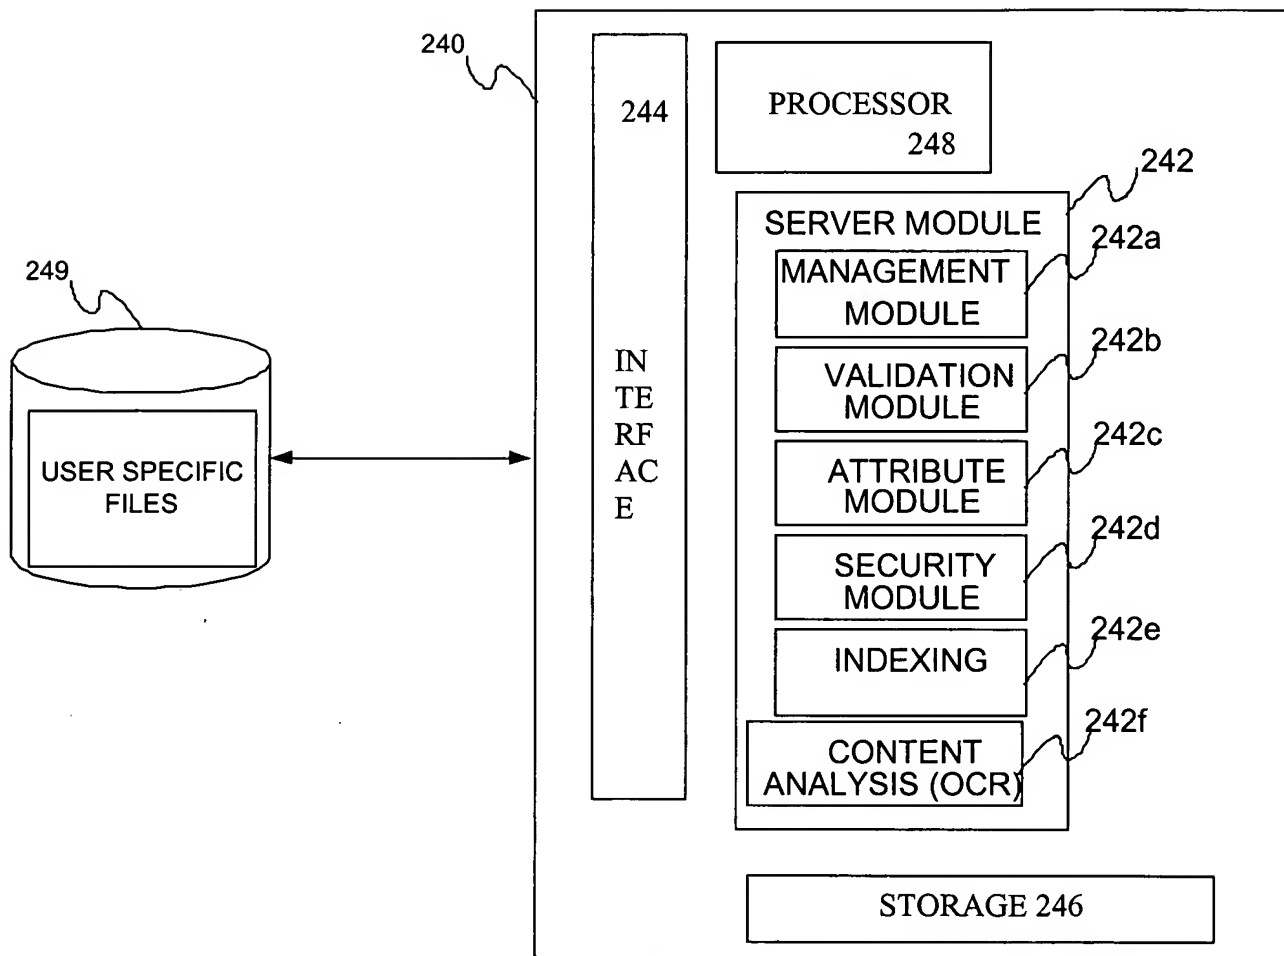 240
244
PROCESSOR
248
242
SERVER MODULE
242a
MANAGEMENT
MODULE
242b
VALIDATION
MODULE
242c
ATTRIBUTE
MODULE
242d
SECURITY
MODULE
242e
INDEXING
242f
CONTENT
ANALYSIS (OCR)
IN
TE
RF
AC
E
249
USER SPECIFIC
FILES
STORAGE 246